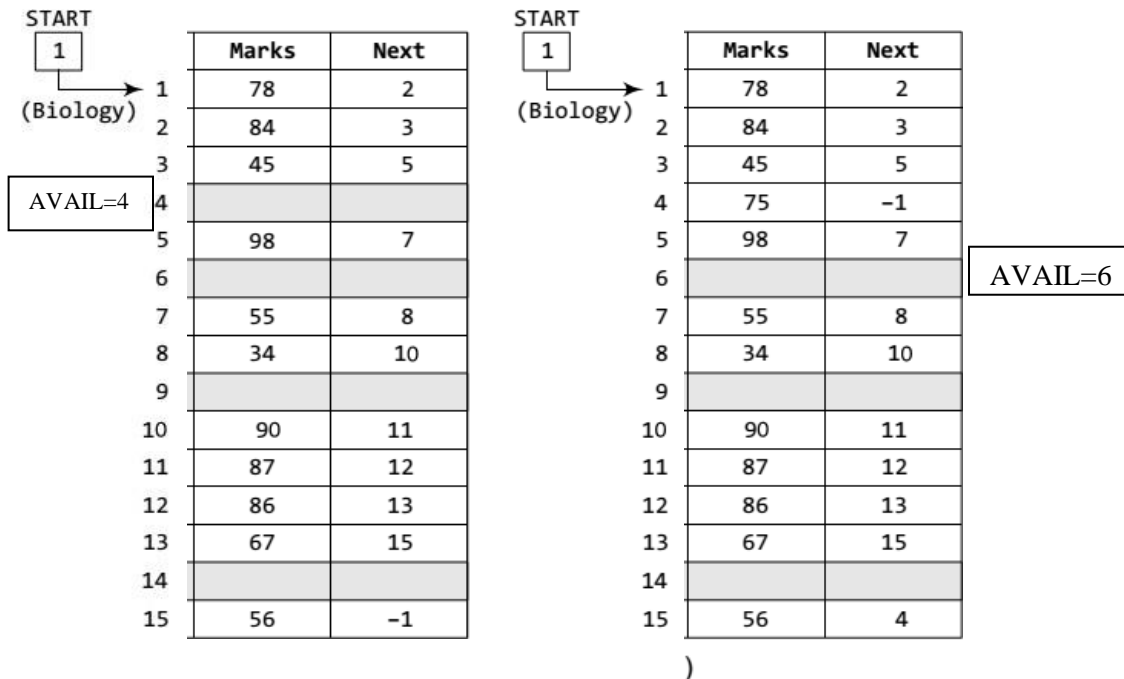 START
1
(Biology)
AVAIL=4
Marks Next
1 78 2
2 84 3
3 45 5
4
5 98 7
6
7 55 8
8 34 10
9
10 90 11
11 87 12
12 86 13
13 67 15
14
15 56 −1
START
1
(Biology)
Marks Next
1 78 2
2 84 3
3 45 5
4 75 −1
5 98 7
6
7 55 8
8 34 10
9
10 90 11
11 87 12
12 86 13
13 67 15
14
15 56 4
AVAIL=6
)